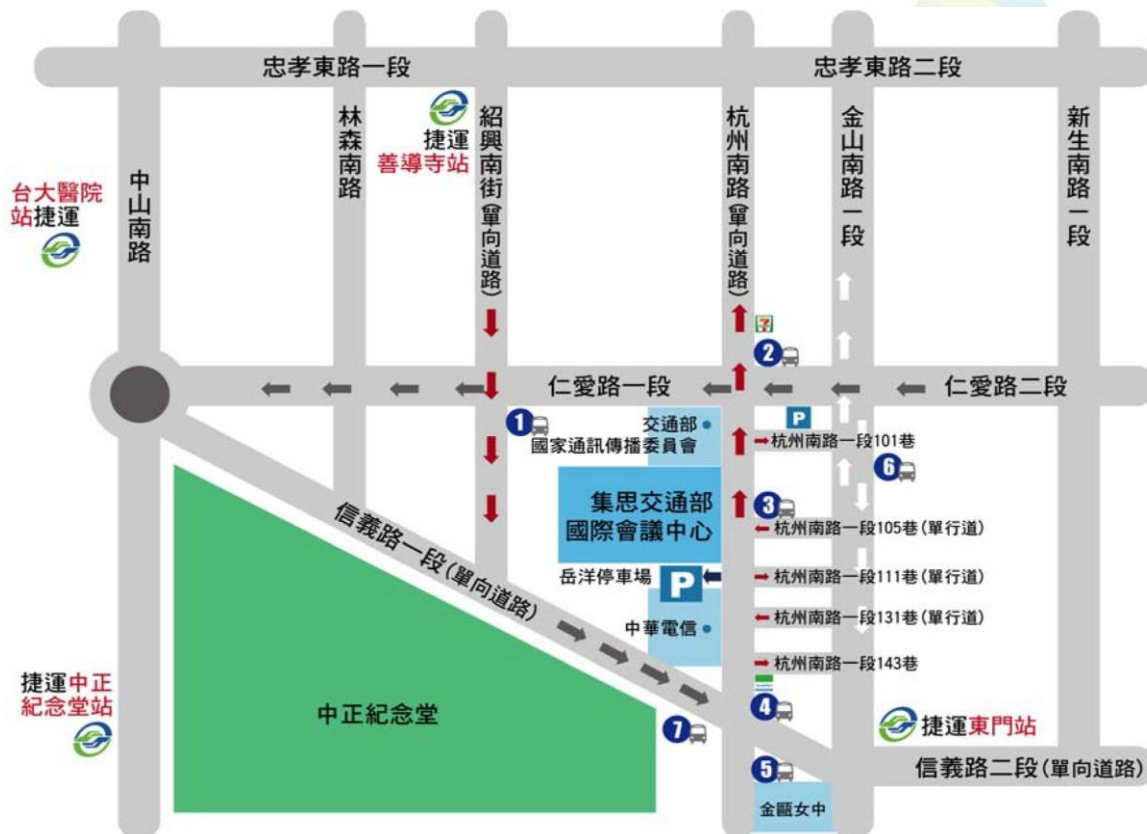 忠孝東路一段
忠孝東路二段
捷運
善導寺站
台大醫院
站捷運
中山南路
林森南路
紹興南街(單向道路)
杭州南路(單向道路)
金山南路一段
新生南路一段
7
2
仁愛路一段
仁愛路二段
1
交通部
國家通訊傳播委員會
P
杭州南路一段101巷
6
集思交通部
國際會議中心
3
杭州南路一段105巷(單行道)
信義路一段(單向道路)
岳洋停車場
P
杭州南路一段111巷(單行道)
中華電信
杭州南路一段131巷(單行道)
杭州南路一段143巷
捷運中正
紀念堂站
中正紀念堂
7
4
捷運東門站
5
信義路二段(單向道路)
金甌女中